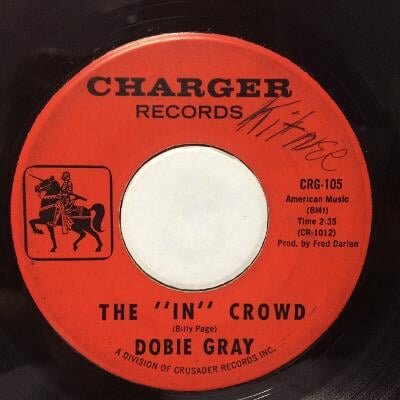 CHARGER
RECORDS
Kitnee
CRG-105
American Music
(BMI)
Time 2:35
(CR-1012)
Prod. by Fred Darian
THE "IN" CROWD
(Billy Page)
DOBIE GRAY
A DIVISION OF CRUSADER RECORDS INC.